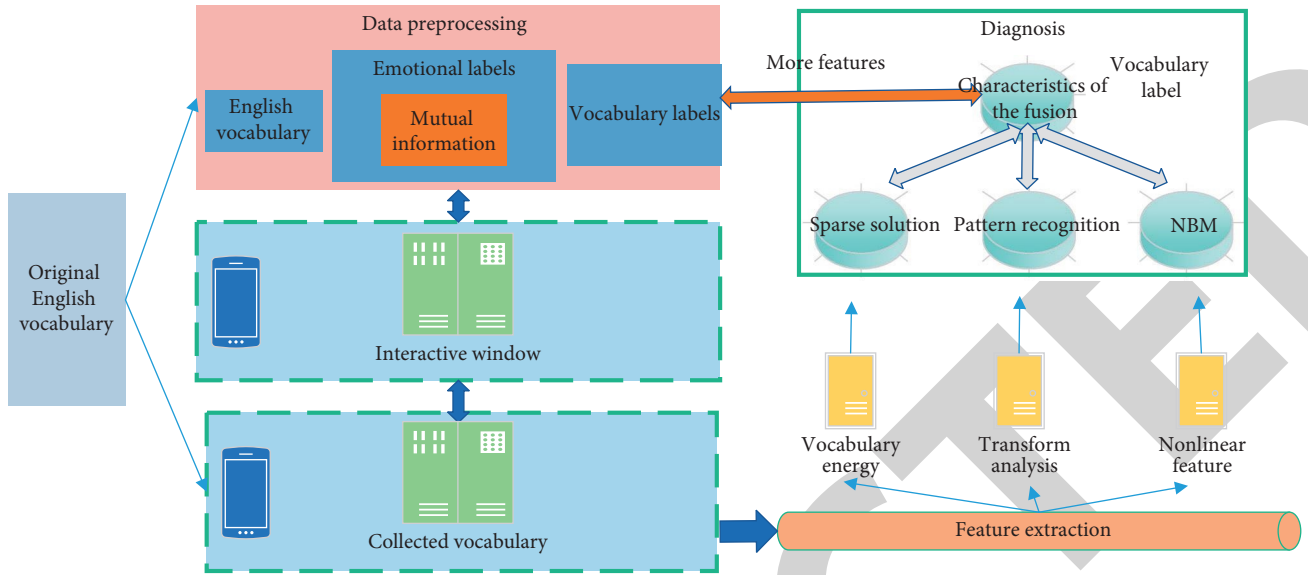 Data preprocessing
Emotional labels
English
vocabulary
Mutual
information
Vocabulary labels
Original
English
vocabulary
Interactive window
Collected vocabulary
Diagnosis
More features
Vocabulary
label
Characteristics of
the fusion
Sparse solution
Pattern recognition
NBM
Vocabulary
energy
Transform
analysis
Nonlinear
feature
Feature extraction